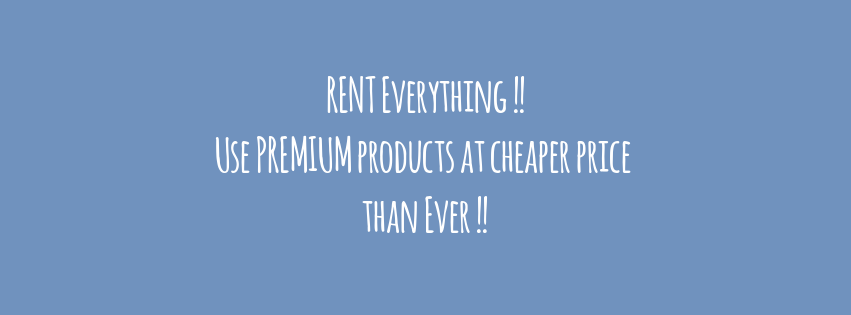 RENT Everything !!
Use PREMIUM products at cheaper price
than Ever !!